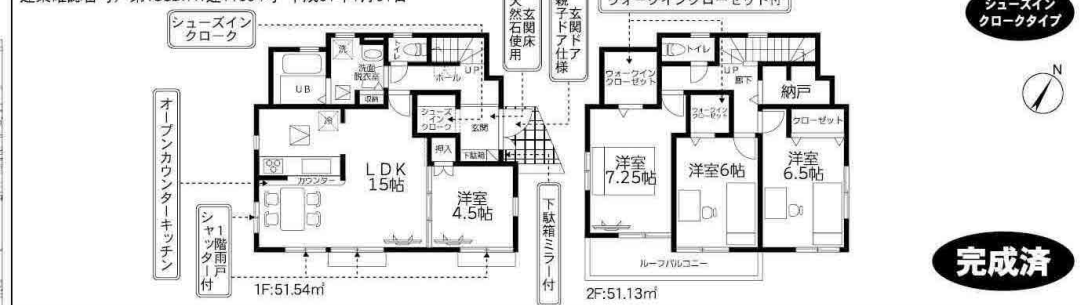 シューズイン
クロークタイプ
シューズイン
クローク
玄関床
天然石使用
玄関ドア
親子ドア仕様
ウォークインクローゼット付
N
洗
洗面
脱衣室
トイレ
UP
ホール
UB
収納
冷
シューズ
イン
クローク
玄関
下駄箱
押入
LDK
15帖
カウンター
洋室
4.5帖
オープンカウンターキッチン
1階雨戸
シャッター付
下駄箱ミラー付
1F:51.54㎡
トイレ
ウォークイン
クローゼット
UP
廊下
納戸
ウォークイン
クローゼット
クローゼット
洋室
7.25帖
洋室6帖
洋室
6.5帖
ルーフバルコニー
2F:51.13㎡
完成済